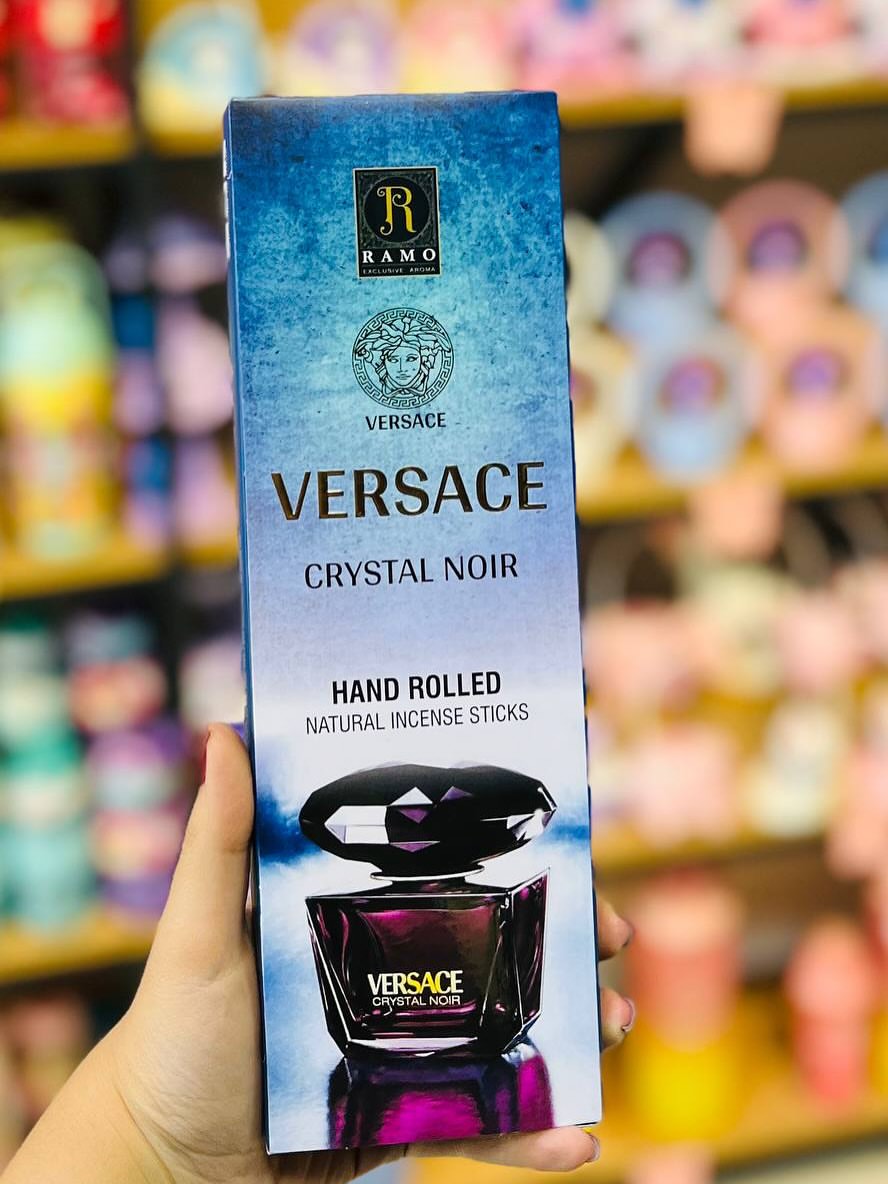 R
RAMO
EXCLUSIVE AROMA
VERSACE
VERSACE
CRYSTAL NOIR
HAND ROLLED
NATURAL INCENSE STICKS
VERSACE
CRYSTAL NOIR